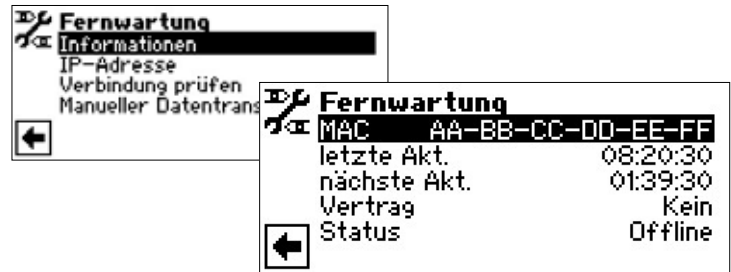 Fernwartung
Informationen
IP-Adresse
Verbindung prüfen
Manueller Datentrans
Fernwartung
MAC AA-BB-CC-DD-EE-FF
letzte Akt. 08:20:30
nächste Akt. 01:39:30
Vertrag Kein
Status Offline